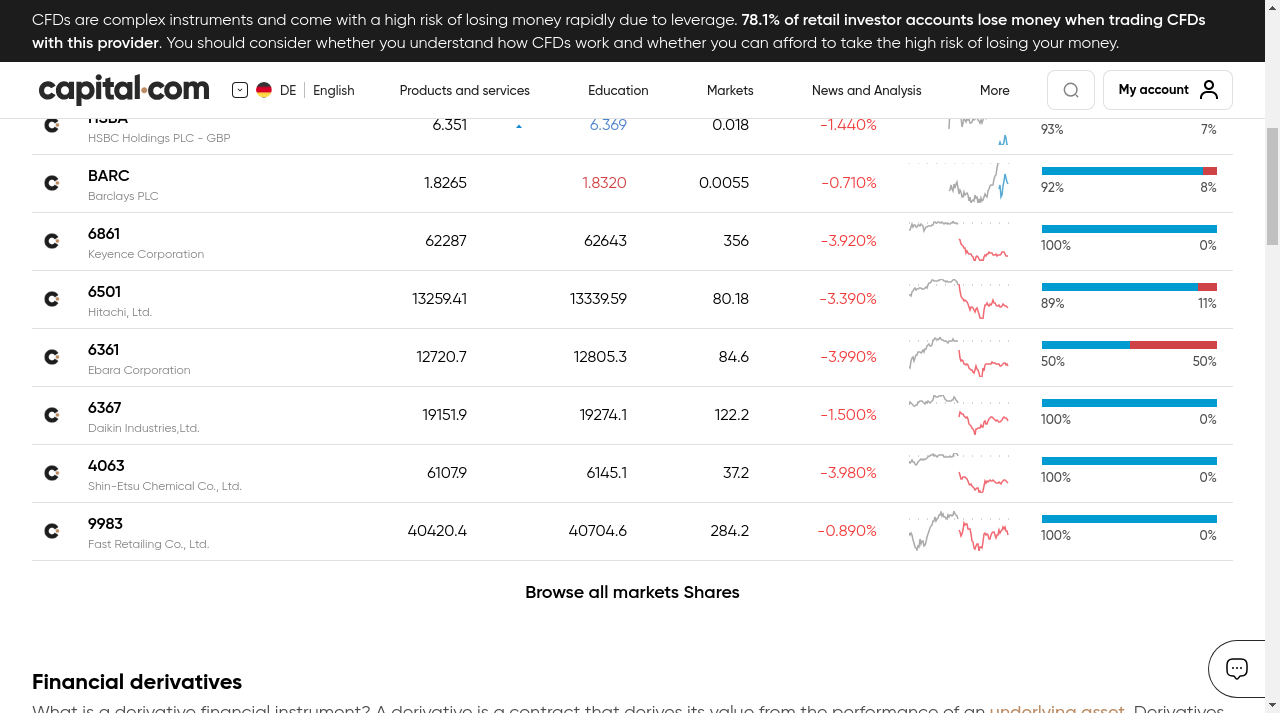 CFDs are complex instruments and come with a high risk of losing money rapidly due to leverage. 78.1% of retail investor accounts lose money when trading CFDs
with this provider. You should consider whether you understand how CFDs work and whether you can afford to take the high risk of losing your money.
capital.com DE English Products and services Education Markets News and Analysis More My account
HSBA
HSBC Holdings PLC - GBP
6.351 6.369 0.018 -1.440% 93% 7%
BARC
Barclays PLC
1.8265 1.8320 0.0055 -0.710% 92% 8%
6861
Keyence Corporation
62287 62643 356 -3.920% 100% 0%
6501
Hitachi, Ltd.
13259.41 13339.59 80.18 -3.390% 89% 11%
6361
Ebara Corporation
12720.7 12805.3 84.6 -3.990% 50% 50%
6367
Daikin Industries,Ltd.
19151.9 19274.1 122.2 -1.500% 100% 0%
4063
Shin-Etsu Chemical Co., Ltd.
6107.9 6145.1 37.2 -3.980% 100% 0%
9983
Fast Retailing Co., Ltd.
40420.4 40704.6 284.2 -0.890% 100% 0%
Browse all markets Shares
Financial derivatives
What is a derivative financial instrument? A derivative is a contract that derives its value from the performance of an underlying asset. Derivatives